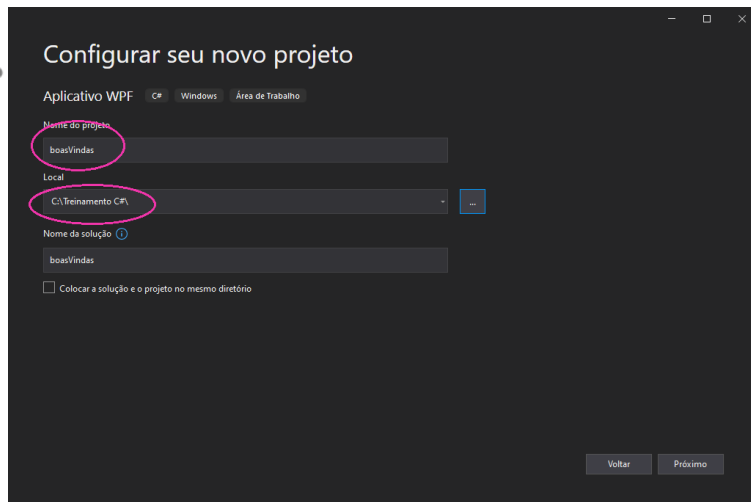 Configurar seu novo projeto
Aplicativo WPF C# Windows Área de Trabalho
Nome do projeto
boasVindas
Local
C:\Treinamento C#\
...
Nome da solução
boasVindas
Colocar a solução e o projeto no mesmo diretório
Voltar Próximo